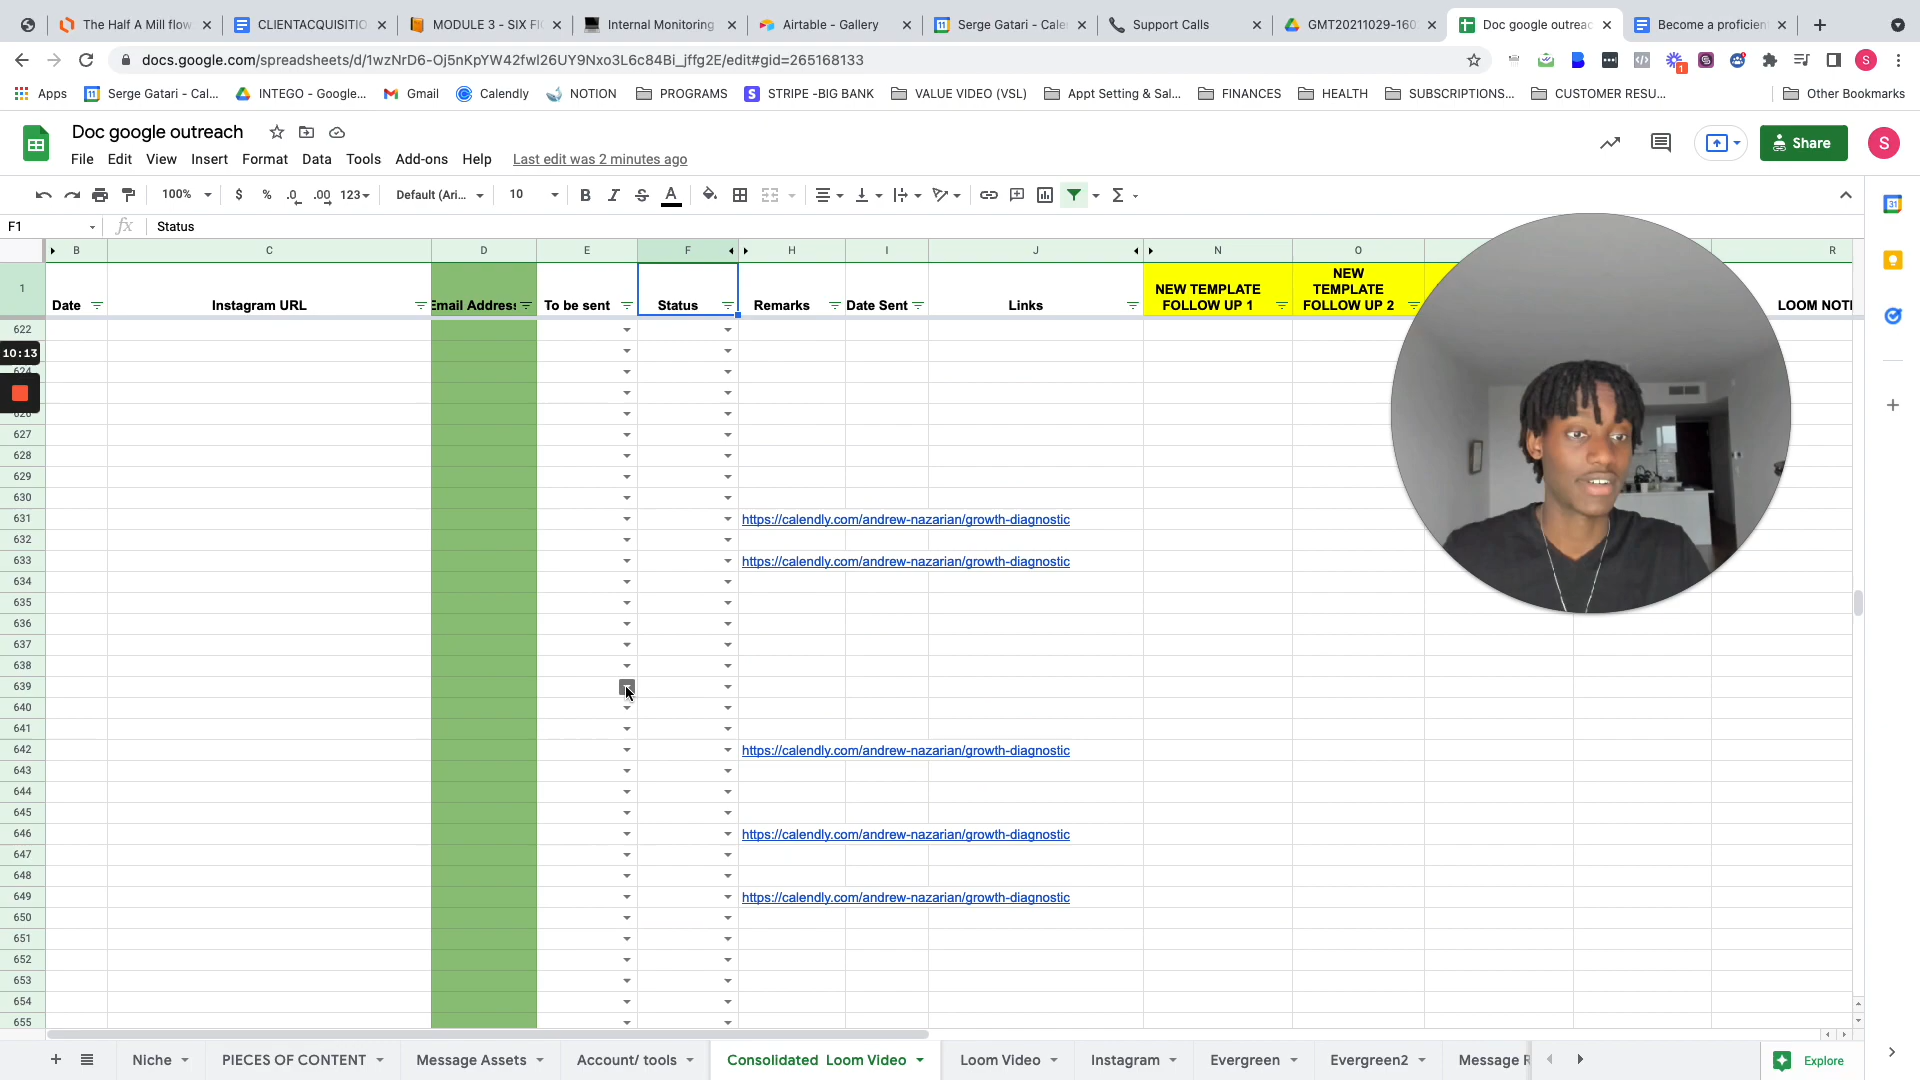 The Half A Mill flow
CLIENTACQUISITIO
MODULE 3 - SIX FI
Internal Monitoring
Airtable - Gallery
Serge Gatari - Cale
Support Calls
GMT20211029-160
Doc google outreac
Become a proficien
docs.google.com/spreadsheets/d/1wzNrD6-Oj5nKpYW42fwl26UY9Nxo3L6c84Bi_jffg2E/edit#gid=265168133
S
Apps
Serge Gatari - Cal...
INTEGO - Google...
Gmail
Calendly
NOTION
PROGRAMS
STRIPE -BIG BANK
VALUE VIDEO (VSL)
Appt Setting & Sal...
FINANCES
HEALTH
SUBSCRIPTIONS...
CUSTOMER RESU...
Other Bookmarks
Doc google outreach
File Edit View Insert Format Data Tools Add-ons Help Last edit was 2 minutes ago
Share
S
100% $ % .0 .00 123 Default (Ari... 10 B I S A
F1 fx Status
B C D E F H I J N O R
1 Date Instagram URL Email Address To be sent Status Remarks Date Sent Links NEW TEMPLATE FOLLOW UP 1 NEW TEMPLATE FOLLOW UP 2 LOOM NOTI
622
10:13
624
626
627
628
629
630
631 https://calendly.com/andrew-nazarian/growth-diagnostic
632
633 https://calendly.com/andrew-nazarian/growth-diagnostic
634
635
636
637
638
639
640
641
642 https://calendly.com/andrew-nazarian/growth-diagnostic
643
644
645
646 https://calendly.com/andrew-nazarian/growth-diagnostic
647
648
649 https://calendly.com/andrew-nazarian/growth-diagnostic
650
651
652
653
654
655
Niche
PIECES OF CONTENT
Message Assets
Account/ tools
Consolidated Loom Video
Loom Video
Instagram
Evergreen
Evergreen2
Message R
Explore